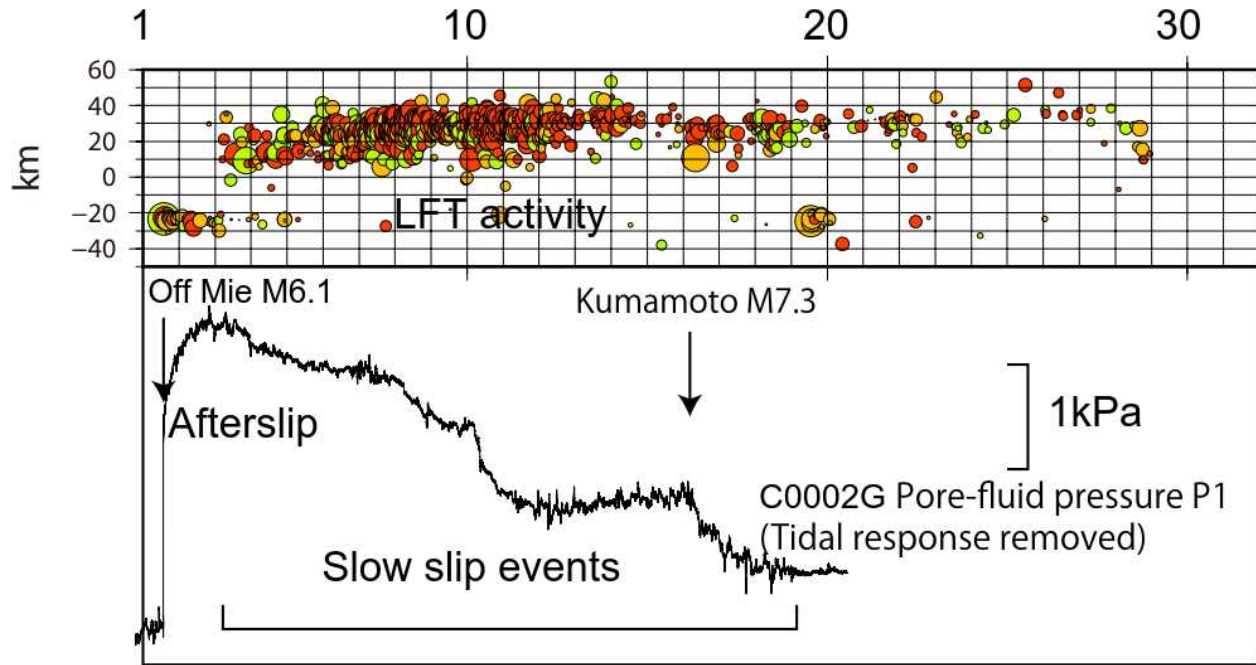 1 10 20 30
60
40
20
0
−20
−40
km
LFT activity
Off Mie M6.1
Kumamoto M7.3
Afterslip
1kPa
C0002G Pore-fluid pressure P1
(Tidal response removed)
Slow slip events